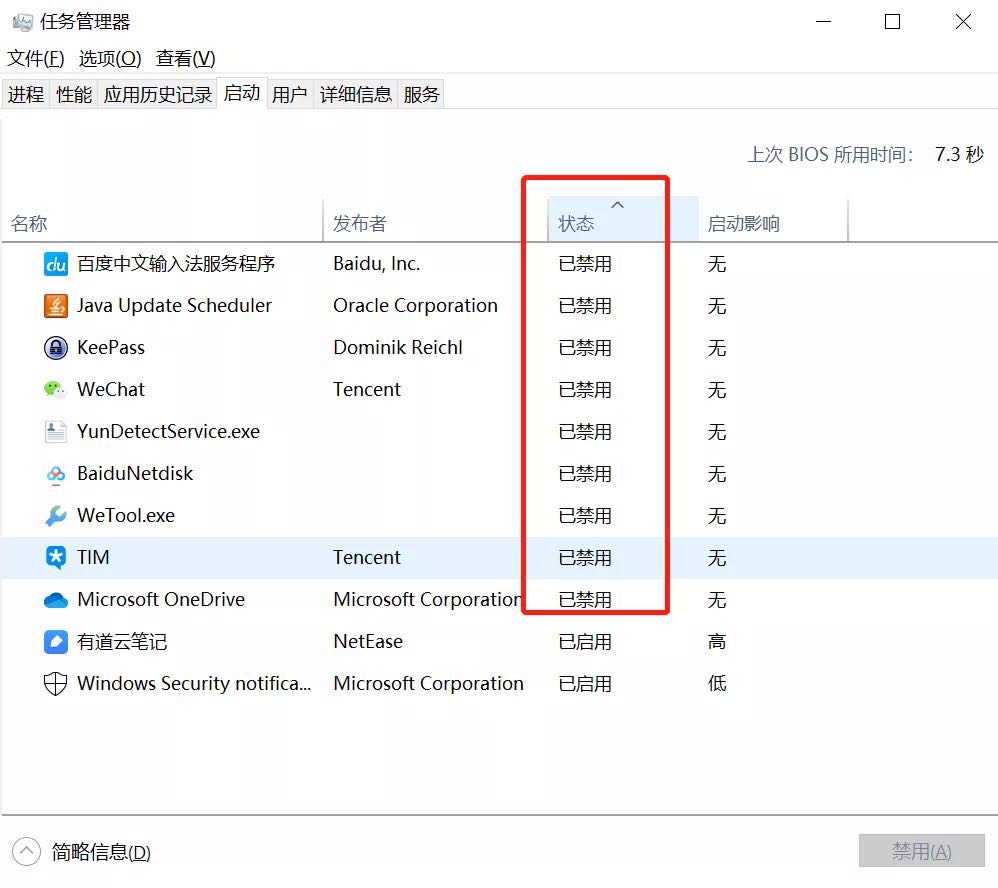 任务管理器
文件(F) 选项(O) 查看(V)
进程 性能 应用历史记录 启动 用户 详细信息 服务
上次 BIOS 所用时间： 7.3 秒
名称 发布者 状态 启动影响
du 百度中文输入法服务程序 Baidu, Inc. 已禁用 无
Java Update Scheduler Oracle Corporation 已禁用 无
KeePass Dominik Reichl 已禁用 无
WeChat Tencent 已禁用 无
YunDetectService.exe 已禁用 无
BaiduNetdisk 已禁用 无
WeTool.exe 已禁用 无
TIM Tencent 已禁用 无
Microsoft OneDrive Microsoft Corporation 已禁用 无
有道云笔记 NetEase 已启用 高
Windows Security notifica... Microsoft Corporation 已启用 低
简略信息(D) 禁用(A)